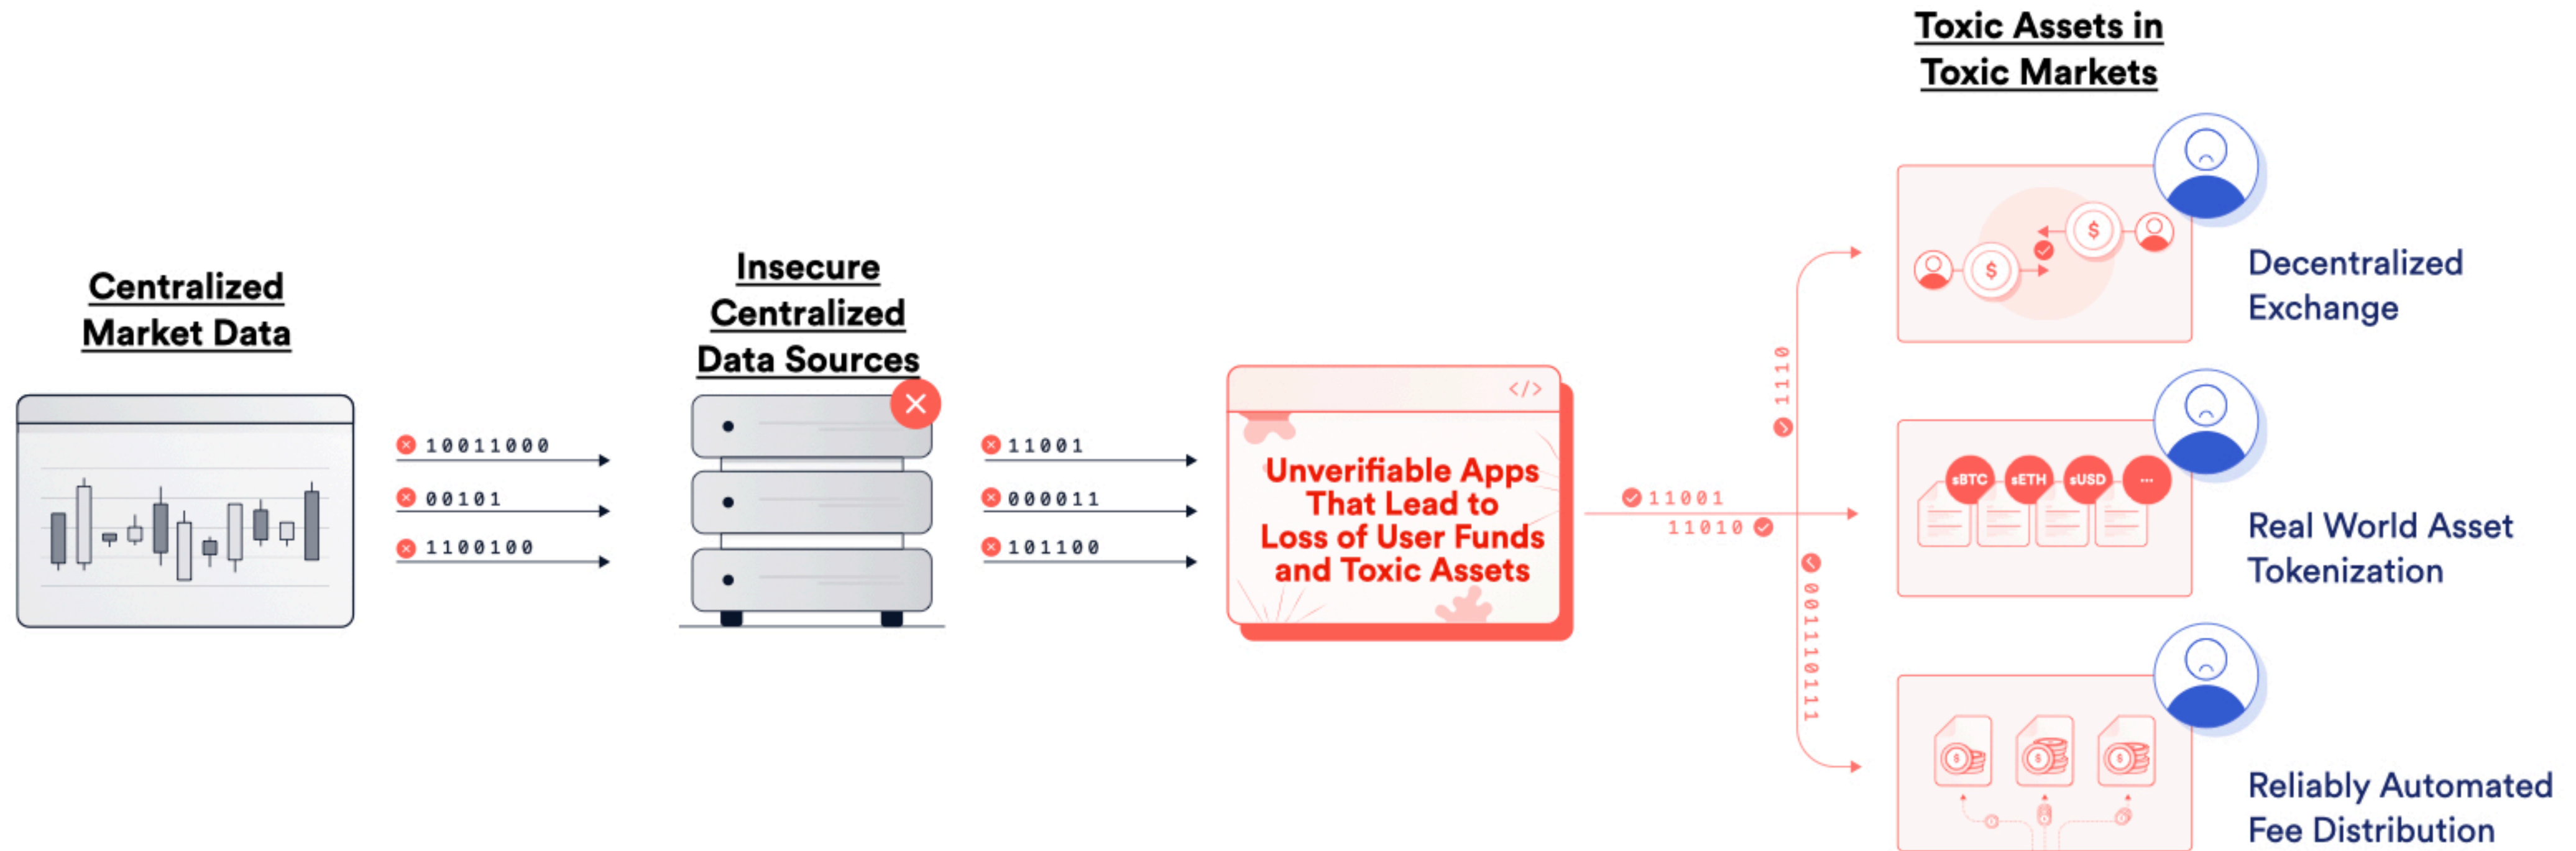 Toxic Assets in
Toxic Markets
Centralized
Market Data
Insecure
Centralized
Data Sources
10011000
00101
1100100
11001
000011
101100
</>
Unverifiable Apps
That Lead to
Loss of User Funds
and Toxic Assets
11001
11010
1110
0011110111
$
$
Decentralized
Exchange
sBTC
sETH
sUSD
...
Real World Asset
Tokenization
$
$
$
Reliably Automated
Fee Distribution